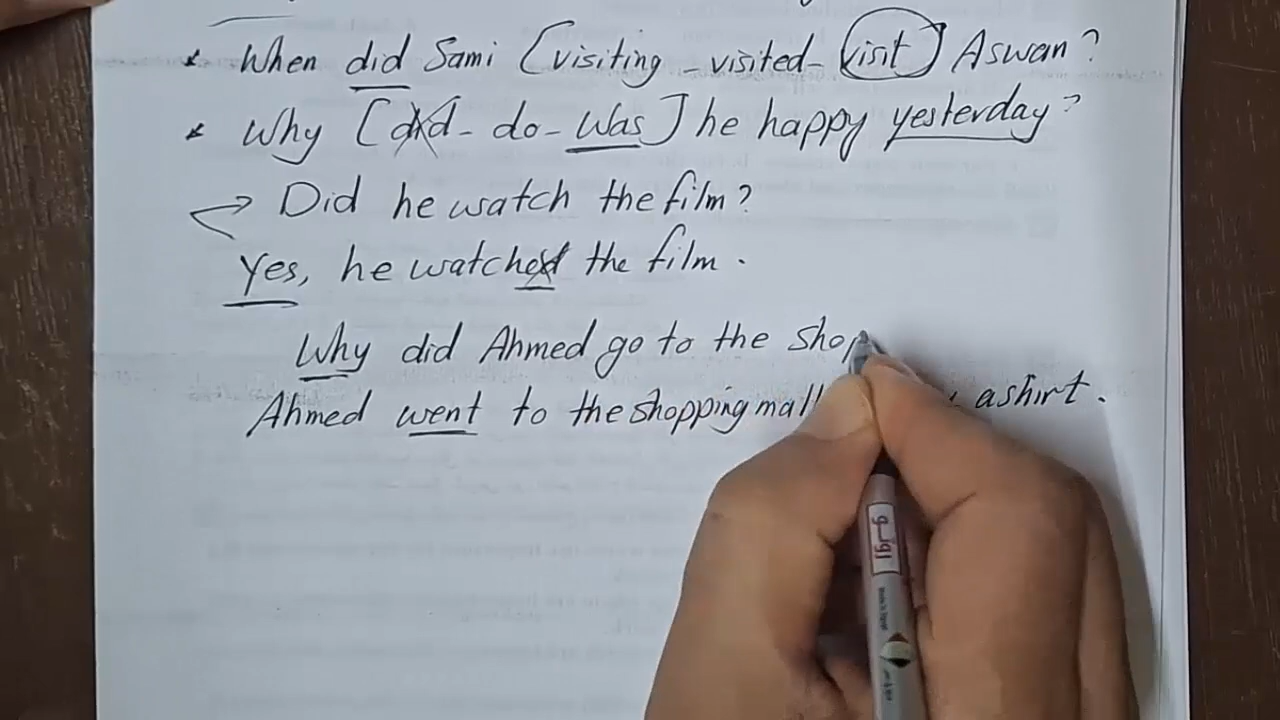 * When did Sami [visiting - visited - visit] Aswan?
* Why [did - do - was] he happy yesterday?
→ Did he watch the film?
Yes, he watched the film.
Why did Ahmed go to the shop
Ahmed went to the shopping mall a shirt.